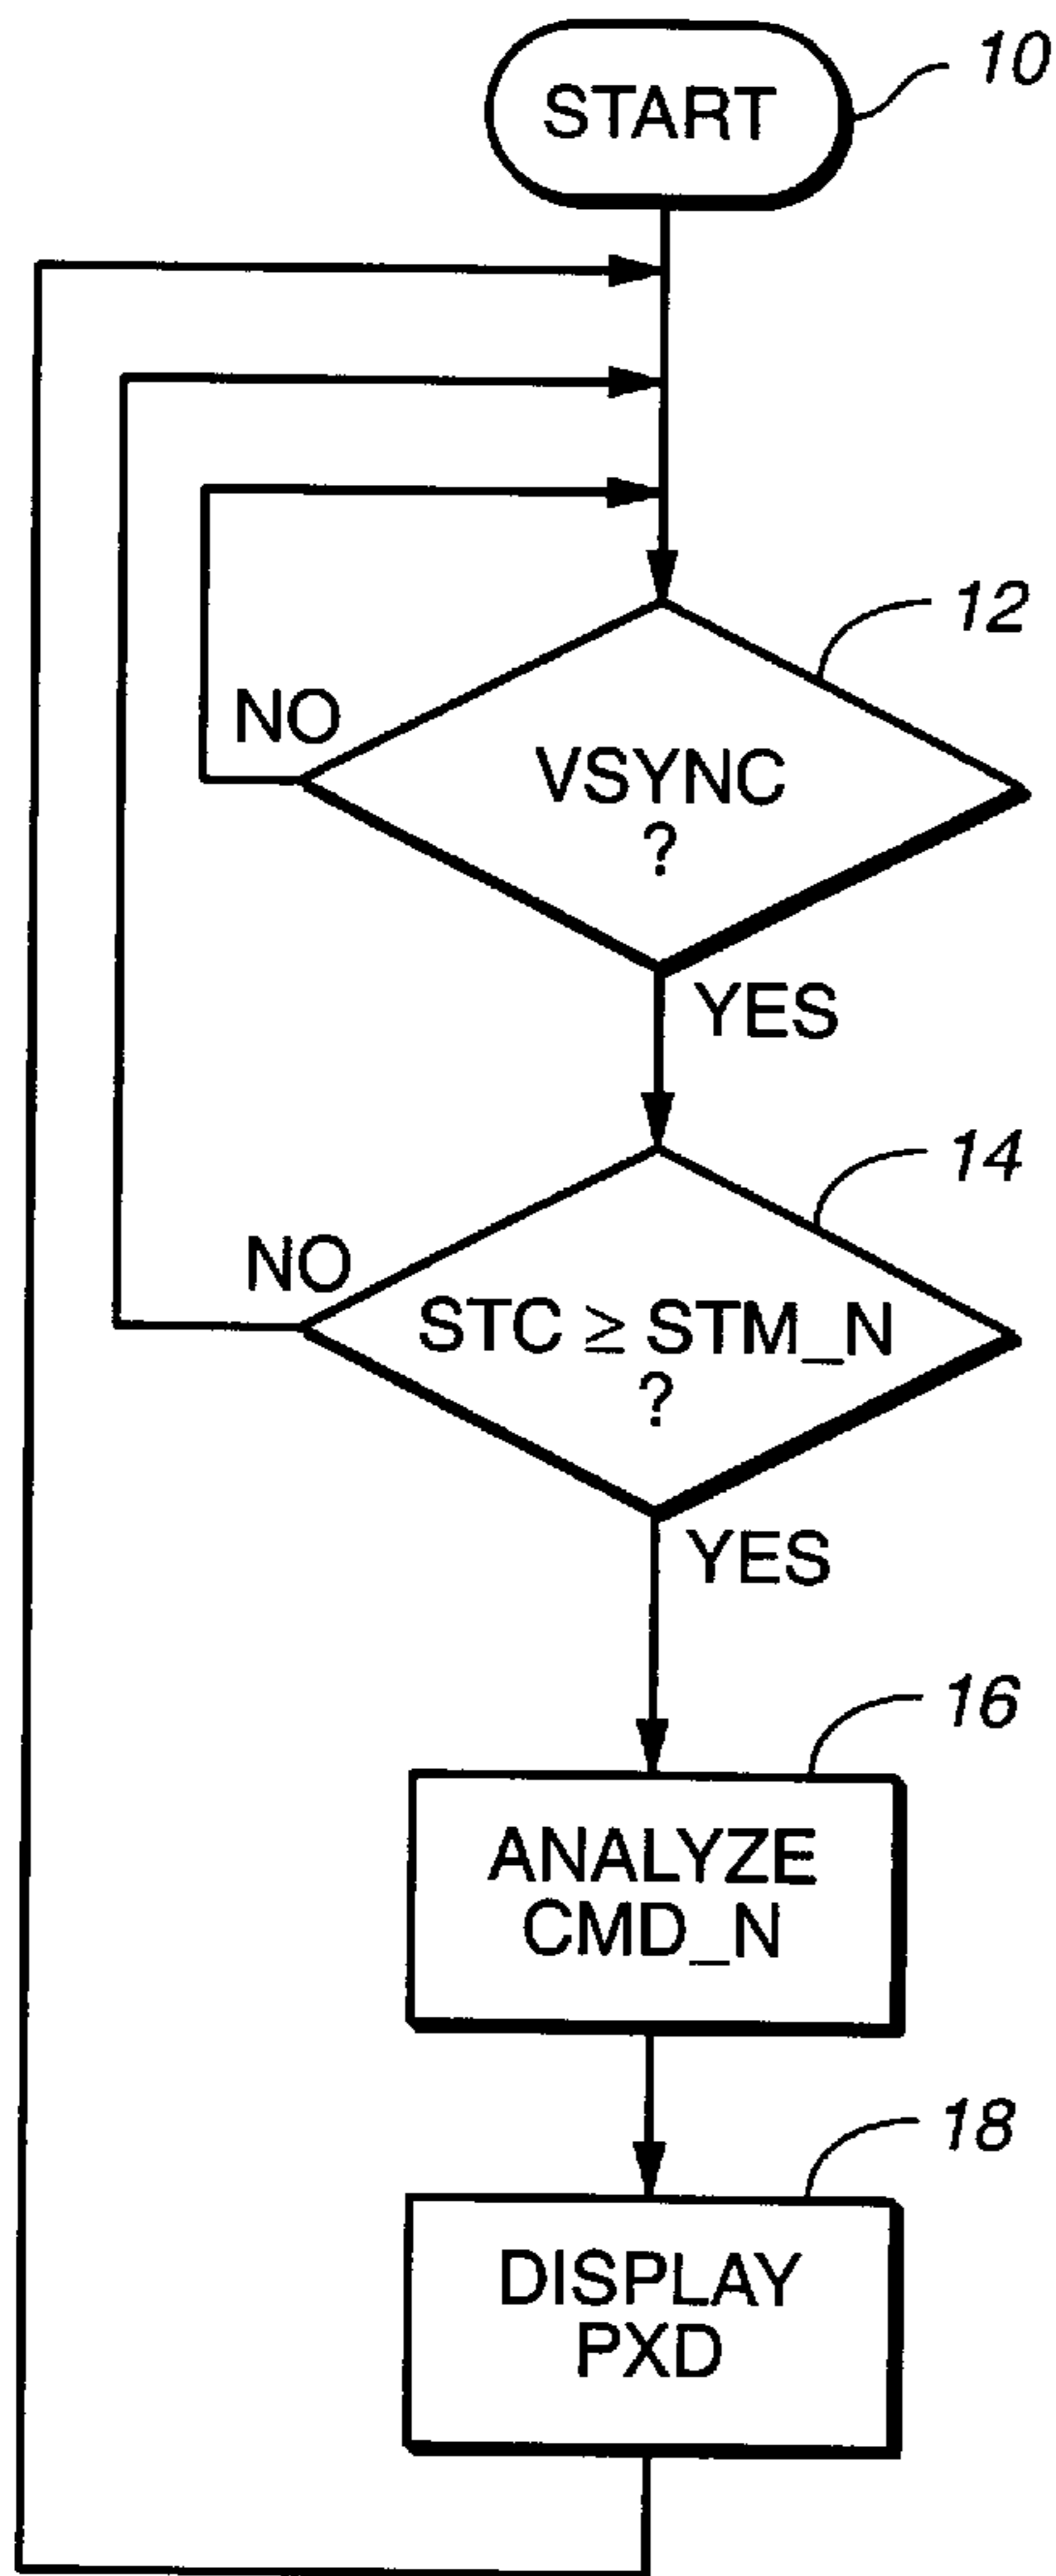 START
10
12
NO
VSYNC
?
YES
14
NO
STC ≥ STM_N
?
YES
16
ANALYZE
CMD_N
18
DISPLAY
PXD